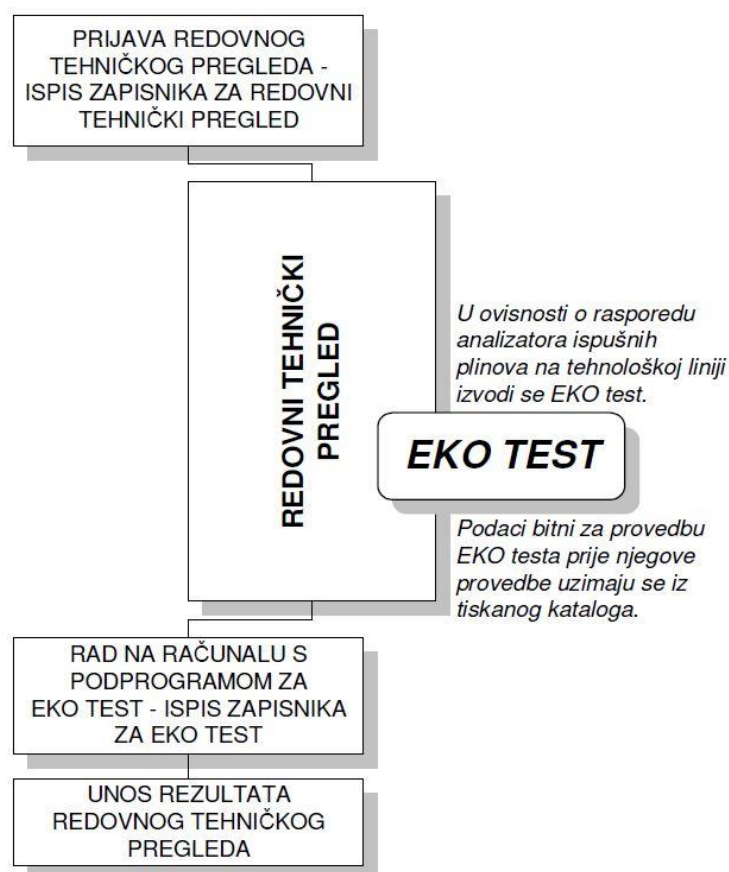 PRIJAVA REDOVNOG
TEHNIČKOG PREGLEDA -
ISPIS ZAPISNIKA ZA REDOVNI
TEHNIČKI PREGLED
REDOVNI TEHNIČKI
PREGLED
U ovisnosti o rasporedu
analizatora ispušnih
plinova na tehnološkoj liniji
izvodi se EKO test.
EKO TEST
Podaci bitni za provedbu
EKO testa prije njegove
provedbe uzimaju se iz
tiskanog kataloga.
RAD NA RAČUNALU S
PODPROGRAMOM ZA
EKO TEST - ISPIS ZAPISNIKA
ZA EKO TEST
UNOS REZULTATA
REDOVNOG TEHNIČKOG
PREGLEDA